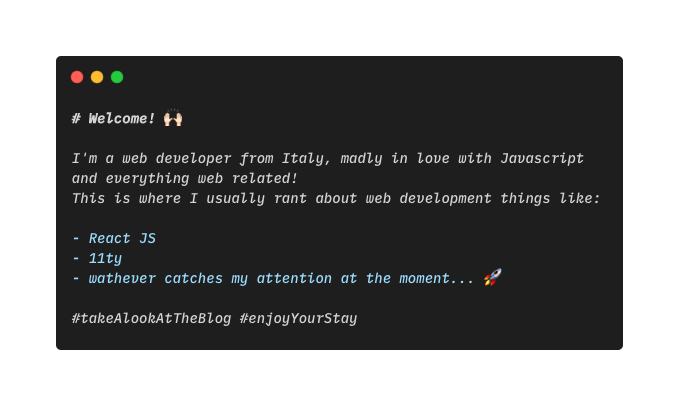 # Welcome! 🙌🏻
I'm a web developer from Italy, madly in love with Javascript
and everything web related!
This is where I usually rant about web development things like:
- React JS
- 11ty
- wathever catches my attention at the moment... 🚀
#takeAlookAtTheBlog #enjoyYourStay